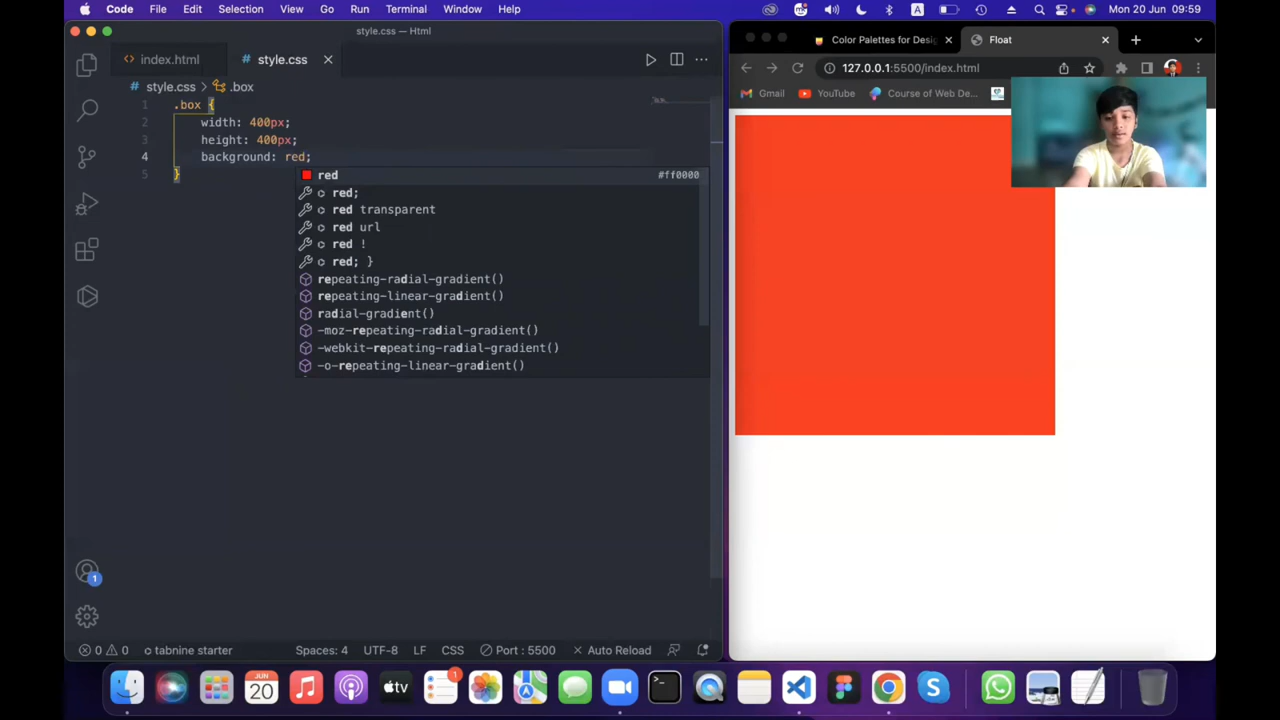 Code File Edit Selection View Go Run Terminal Window Help
A
Mon 20 Jun 09:59
style.css — Html
index.html
style.css
style.css > .box
1 .box {
2 width: 400px;
3 height: 400px;
4 background: red;
5 }
red #ff0000
red;
red transparent
red url
red !
red; }
repeating-radial-gradient()
repeating-linear-gradient()
radial-gradient()
-moz-repeating-radial-gradient()
-webkit-repeating-radial-gradient()
-o-repeating-linear-gradient()
1
0 0 tabnine starter Spaces: 4 UTF-8 LF CSS Port : 5500 Auto Reload
Color Palettes for Desig
Float
127.0.0.1:5500/index.html
Gmail YouTube Course of Web De...
JUN
20
tv
1